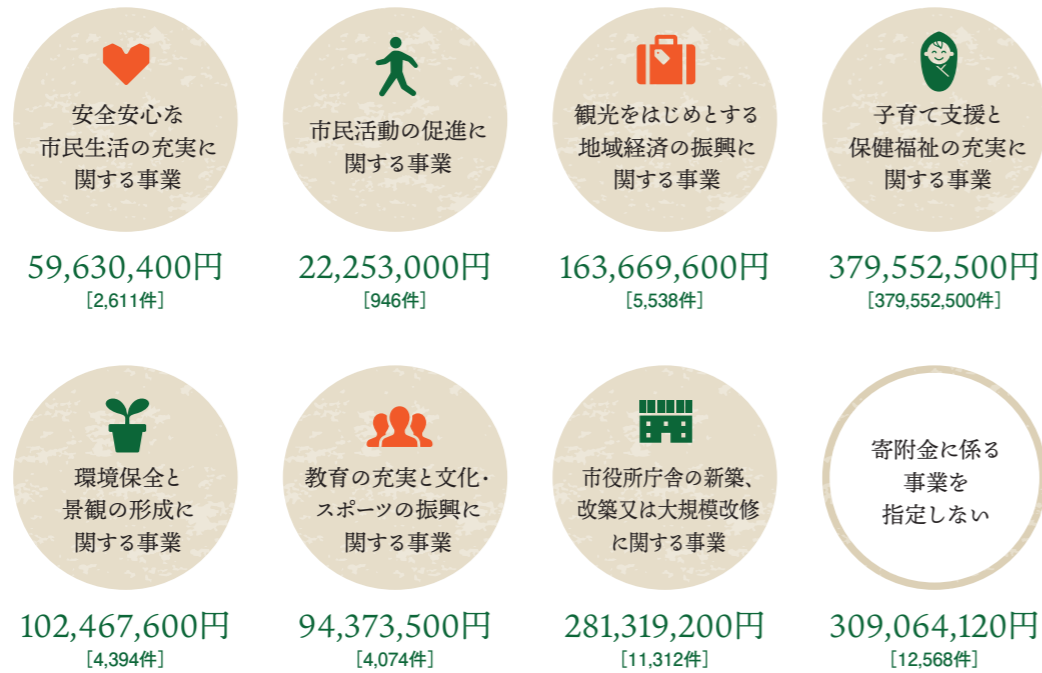 安全安心な
市民生活の充実に
関する事業
59,630,400円
[2,611件]
市民活動の促進に
関する事業
22,253,000円
[946件]
観光をはじめとする
地域経済の振興に
関する事業
163,669,600円
[5,538件]
子育て支援と
保健福祉の充実に
関する事業
379,552,500円
[379,552,500件]
環境保全と
景観の形成に
関する事業
102,467,600円
[4,394件]
教育の充実と文化・
スポーツの振興に
関する事業
94,373,500円
[4,074件]
市役所庁舎の新築、
改築又は大規模改修
に関する事業
281,319,200円
[11,312件]
寄附金に係る
事業を
指定しない
309,064,120円
[12,568件]